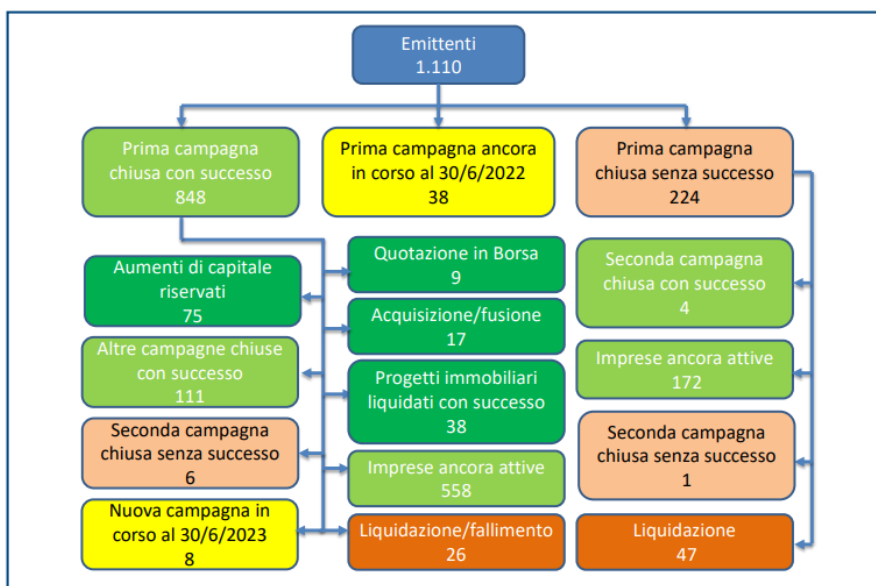 Emittenti
1.110
Prima campagna
chiusa con successo
848
Prima campagna ancora
in corso al 30/6/2022
38
Prima campagna
chiusa senza successo
224
Aumenti di capitale
riservati
75
Altre campagne chiuse
con successo
111
Seconda campagna
chiusa senza successo
6
Nuova campagna in
corso al 30/6/2023
8
Quotazione in Borsa
9
Acquisizione/fusione
17
Progetti immobiliari
liquidati con successo
38
Imprese ancora attive
558
Liquidazione/fallimento
26
Seconda campagna
chiusa con successo
4
Imprese ancora attive
172
Seconda campagna
chiusa senza successo
1
Liquidazione
47